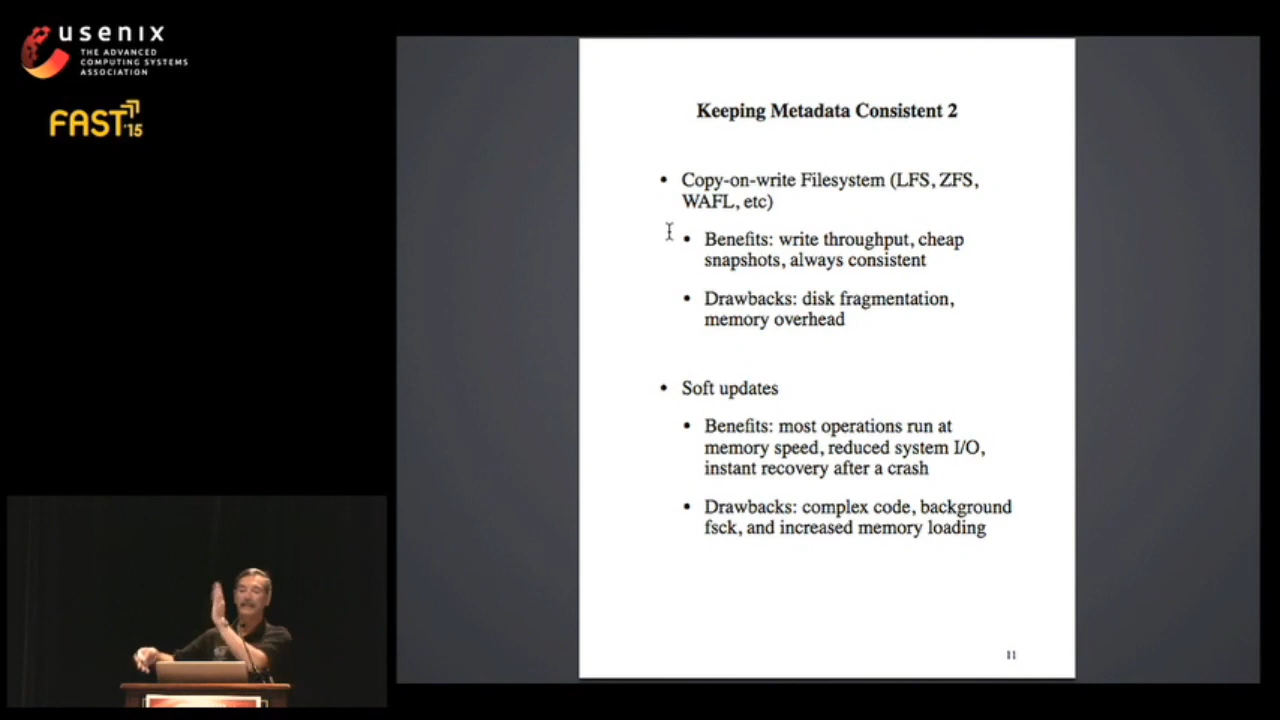 usenix
THE ADVANCED
COMPUTING SYSTEMS
ASSOCIATION
FAST '15
Keeping Metadata Consistent 2
• Copy-on-write Filesystem (LFS, ZFS,
WAFL, etc)
• Benefits: write throughput, cheap
snapshots, always consistent
• Drawbacks: disk fragmentation,
memory overhead
• Soft updates
• Benefits: most operations run at
memory speed, reduced system I/O,
instant recovery after a crash
• Drawbacks: complex code, background
fsck, and increased memory loading
11